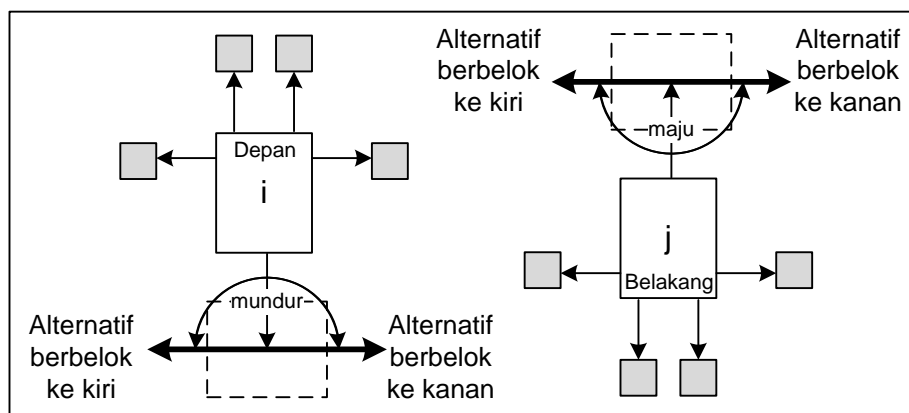 Depan
i
mundur
Alternatif
berbelok
ke kiri
Alternatif
berbelok
ke kanan
Alternatif
berbelok
ke kiri
Alternatif
berbelok
ke kanan
maju
j
Belakang